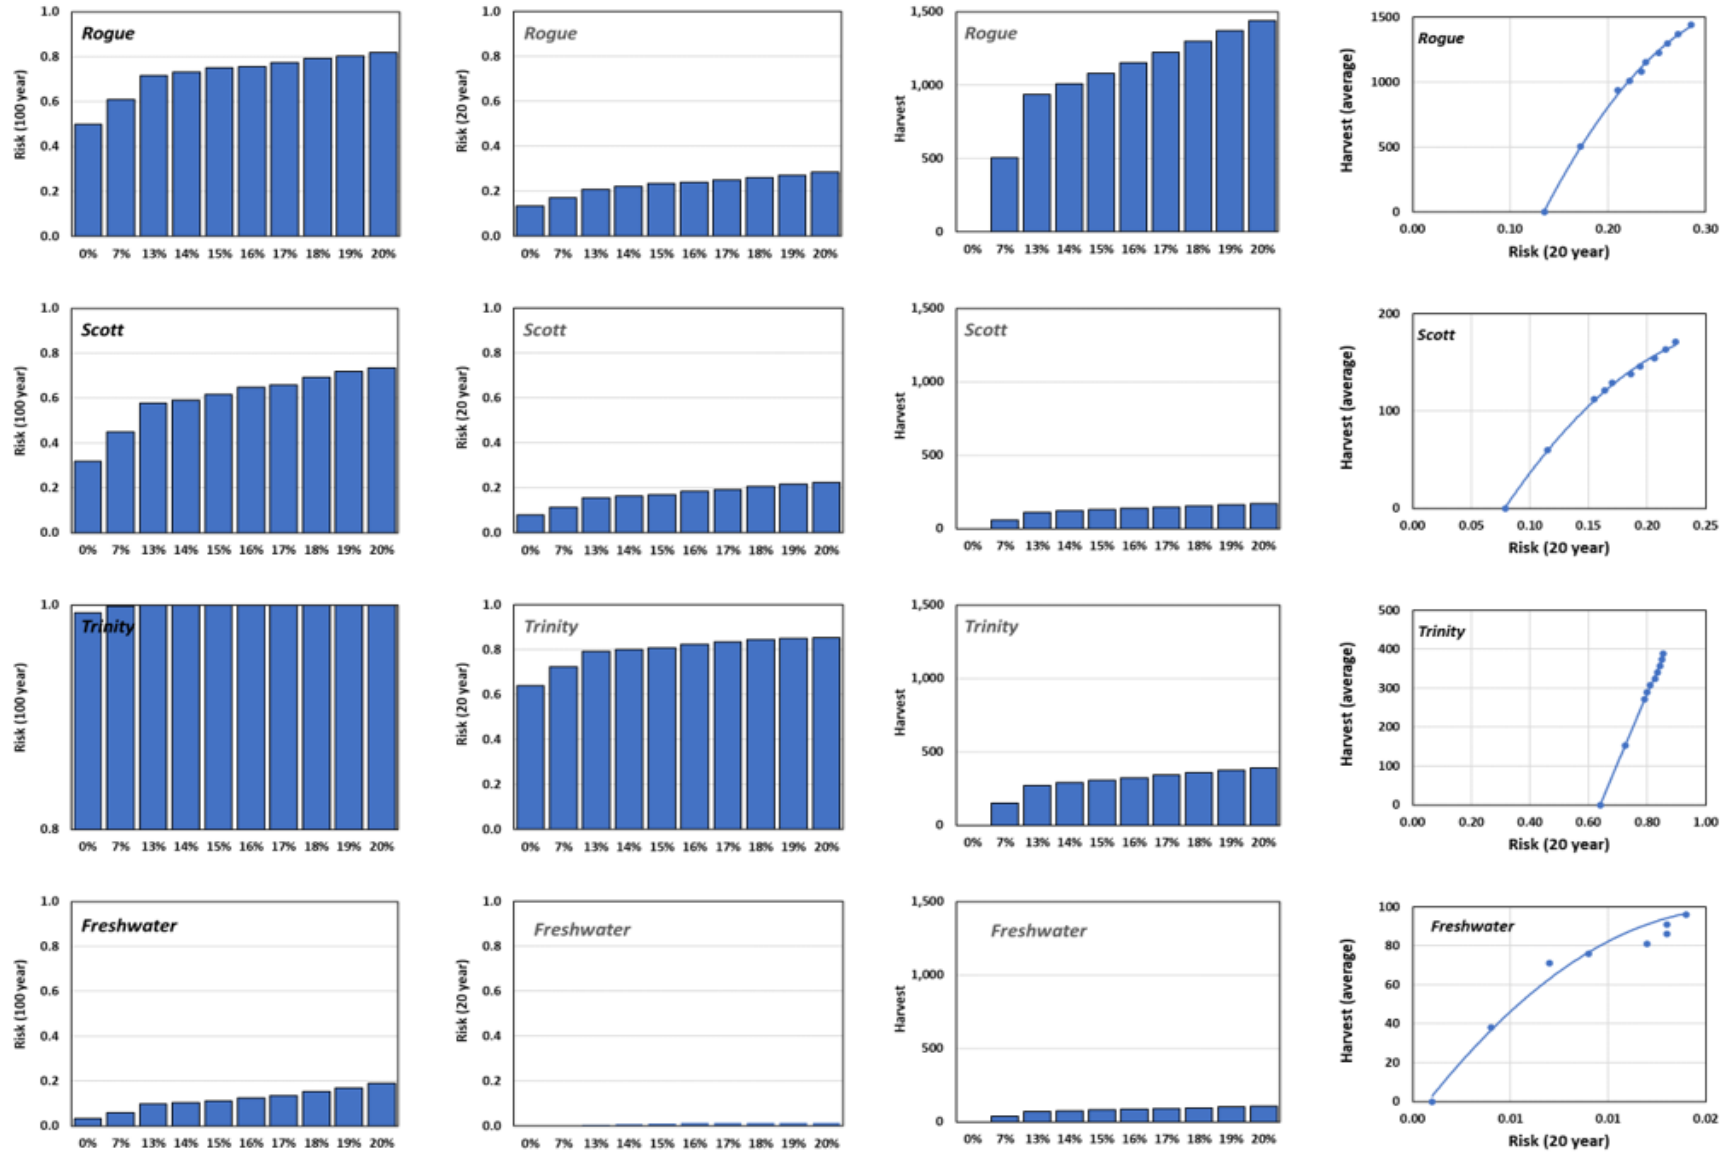 Rogue
Risk (100 year)
1.0
0.8
0.6
0.4
0.2
0.0
0% 7% 13% 14% 15% 16% 17% 18% 19% 20%
Rogue
Risk (20 year)
1.0
0.8
0.6
0.4
0.2
0.0
0% 7% 13% 14% 15% 16% 17% 18% 19% 20%
Rogue
Harvest
1,500
1,000
500
0
0% 7% 13% 14% 15% 16% 17% 18% 19% 20%
Rogue
Harvest (average)
1500
1000
500
0
0.00 0.10 0.20 0.30
Risk (20 year)
Scott
Risk (100 year)
1.0
0.8
0.6
0.4
0.2
0.0
0% 7% 13% 14% 15% 16% 17% 18% 19% 20%
Scott
Risk (20 year)
1.0
0.8
0.6
0.4
0.2
0.0
0% 7% 13% 14% 15% 16% 17% 18% 19% 20%
Scott
Harvest
1,500
1,000
500
0
0% 7% 13% 14% 15% 16% 17% 18% 19% 20%
Scott
Harvest (average)
200
100
0
0.00 0.05 0.10 0.15 0.20 0.25
Risk (20 year)
Trinity
Risk (100 year)
1.0
0.8
0% 7% 13% 14% 15% 16% 17% 18% 19% 20%
Trinity
Risk (20 year)
1.0
0.8
0.6
0.4
0.2
0.0
0% 7% 13% 14% 15% 16% 17% 18% 19% 20%
Trinity
Harvest
1,500
1,000
500
0
0% 7% 13% 14% 15% 16% 17% 18% 19% 20%
Trinity
Harvest (average)
500
400
300
200
100
0
0.00 0.20 0.40 0.60 0.80 1.00
Risk (20 year)
Freshwater
Risk (100 year)
1.0
0.8
0.6
0.4
0.2
0.0
0% 7% 13% 14% 15% 16% 17% 18% 19% 20%
Freshwater
Risk (20 year)
1.0
0.8
0.6
0.4
0.2
0.0
0% 7% 13% 14% 15% 16% 17% 18% 19% 20%
Freshwater
Harvest
1,500
1,000
500
0
0% 7% 13% 14% 15% 16% 17% 18% 19% 20%
Freshwater
Harvest (average)
100
80
60
40
20
0
0.00 0.01 0.01 0.02
Risk (20 year)